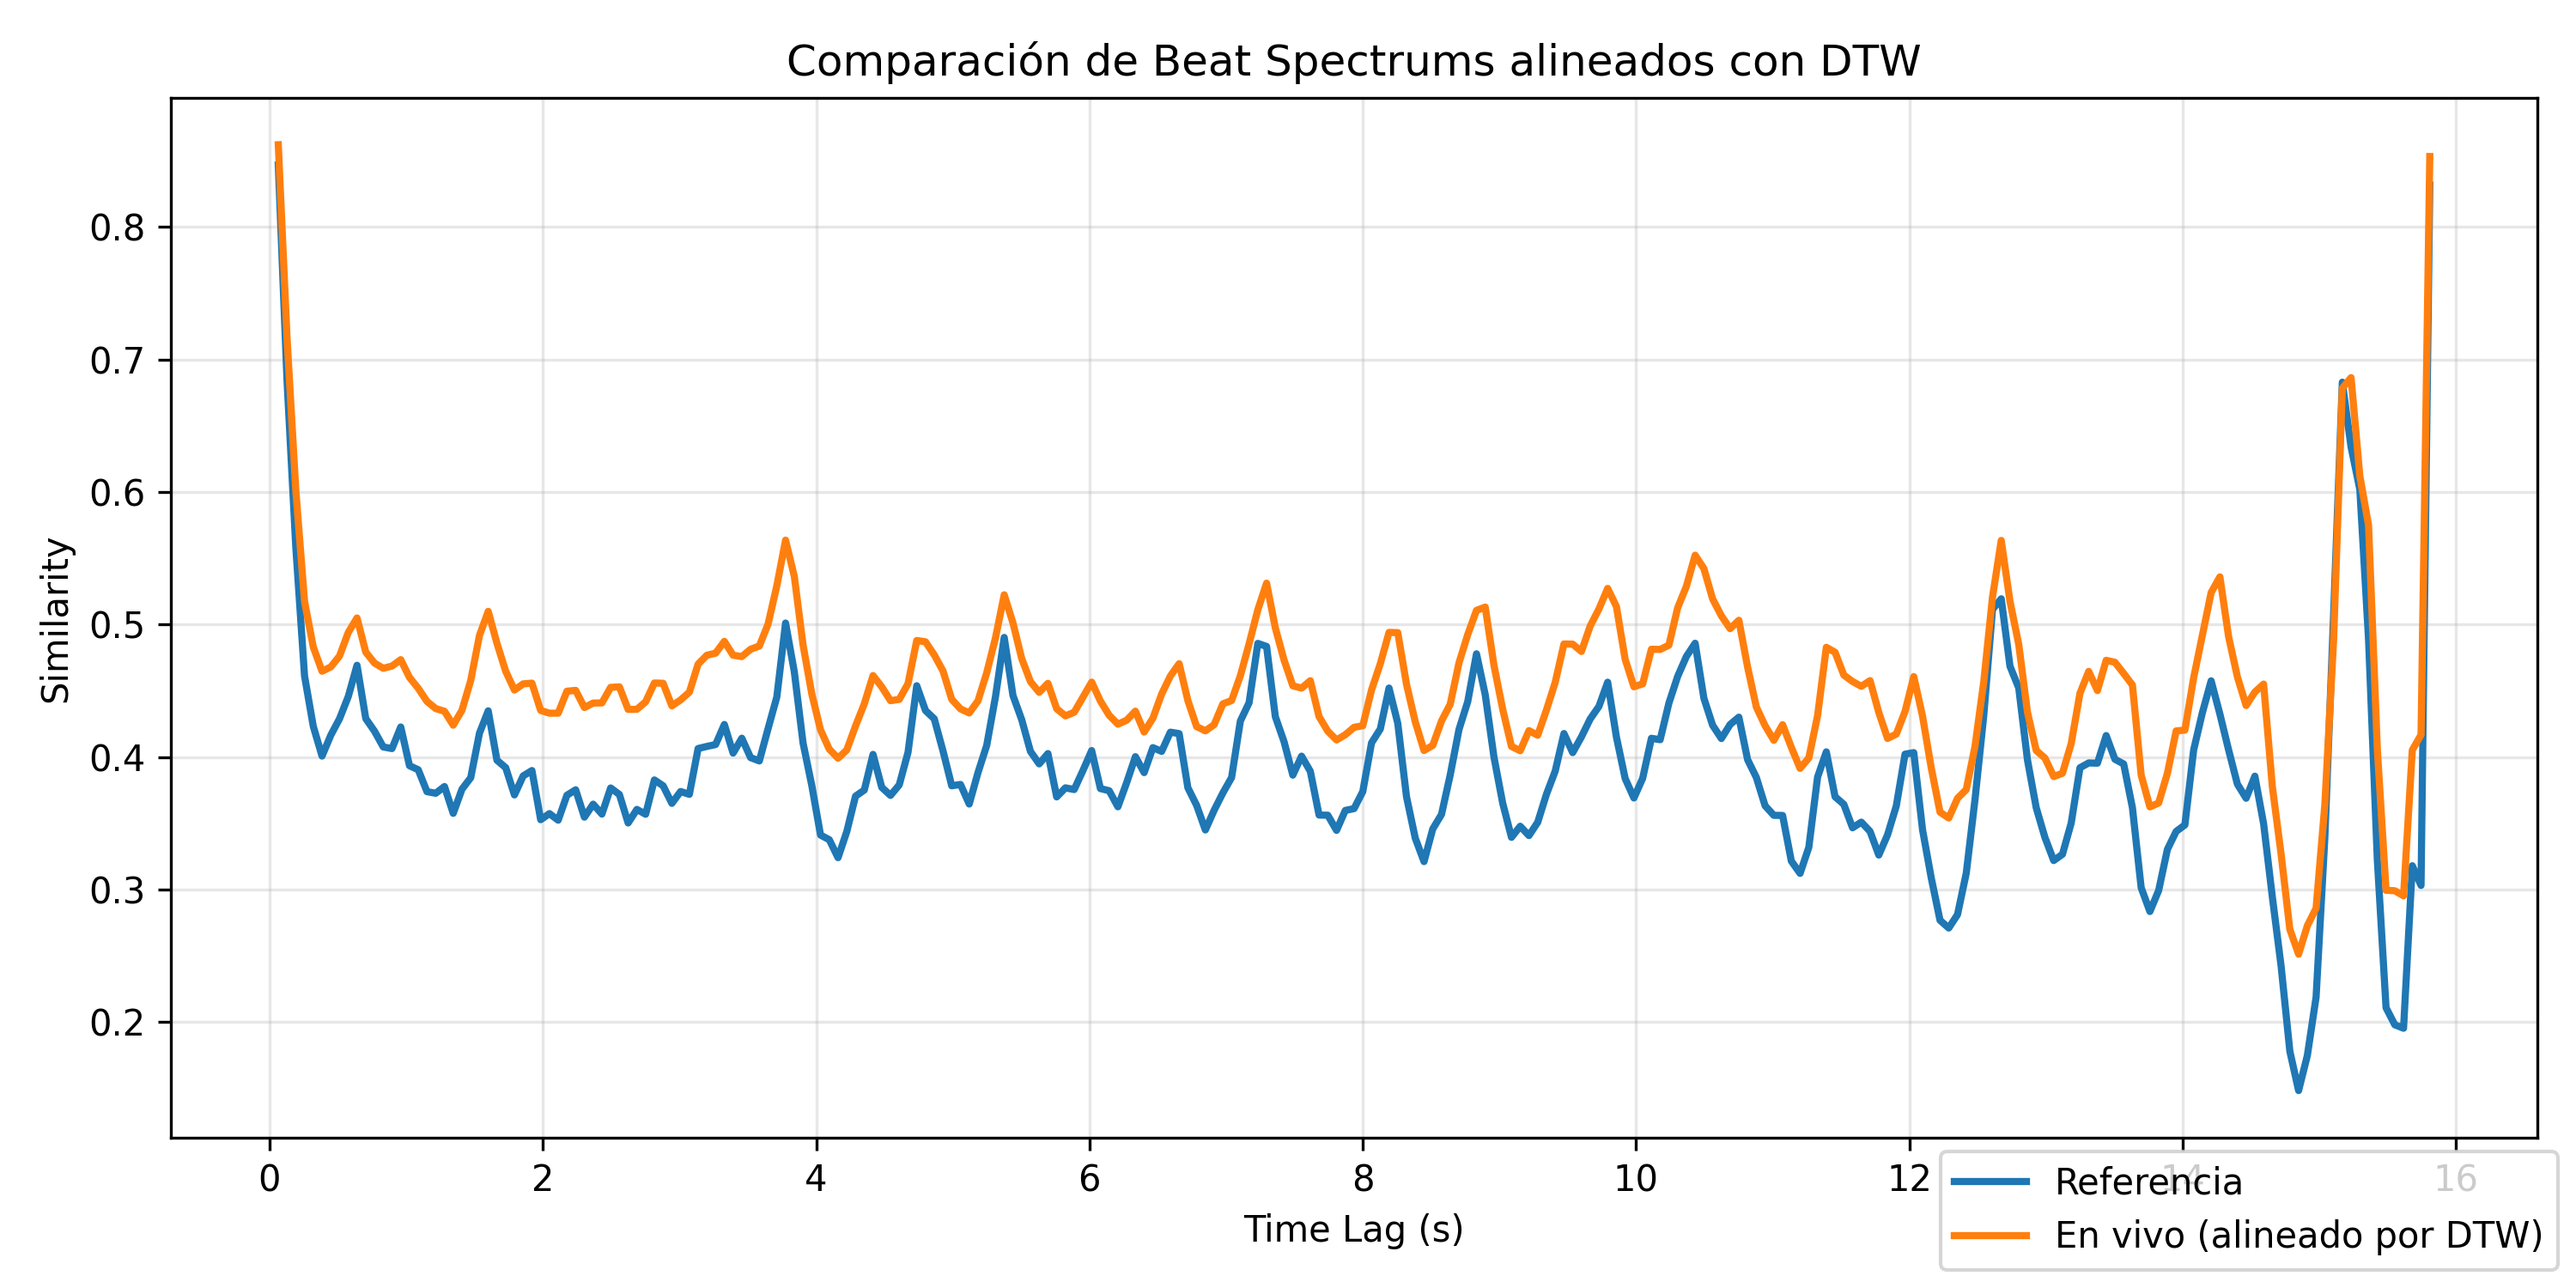 Comparación de Beat Spectrums alineados con DTW
Similarity
0.8
0.7
0.6
0.5
0.4
0.3
0.2
0 2 4 6 8 10 12 14 16
Time Lag (s)
Referencia
En vivo (alineado por DTW)